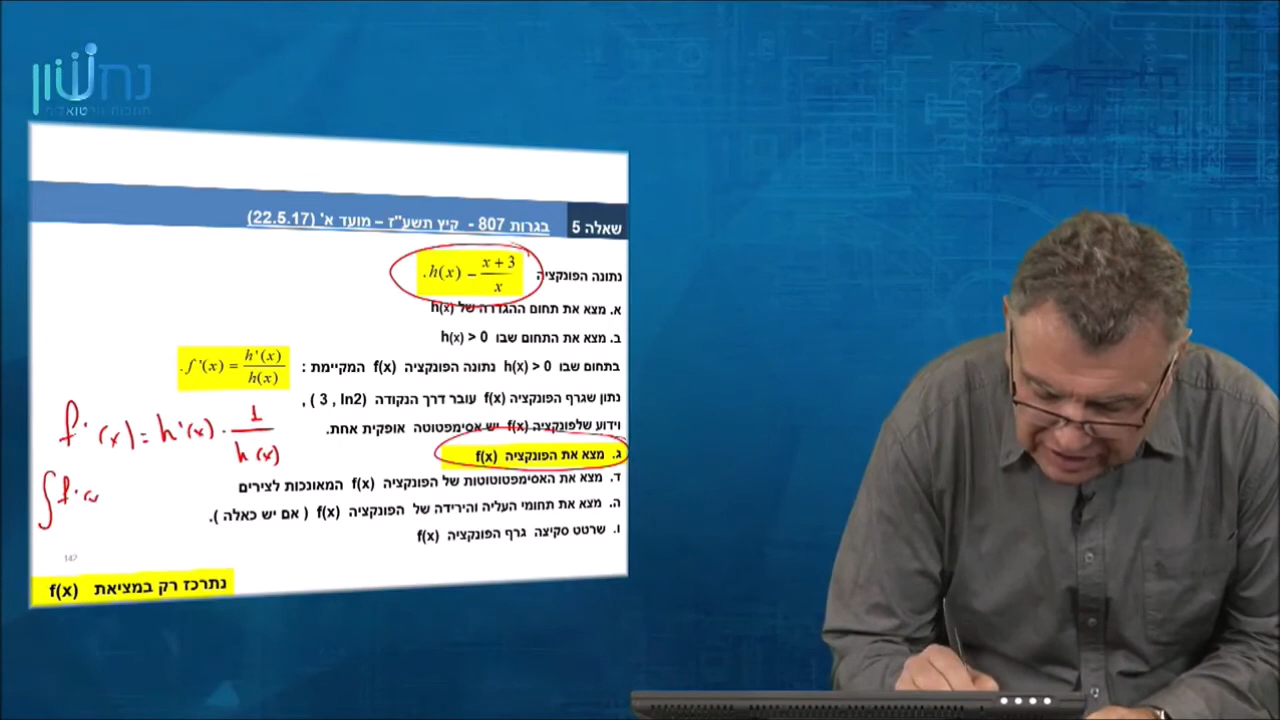 נחשון
שאלה 5 בגרות 807 - קיץ תשע"ז – מועד א' (22.5.17)
נתונה הפונקציה h(x) = \frac{x+3}{x}.
א. מצא את תחום ההגדרה של h(x)
ב. מצא את התחום שבו h(x) > 0
בתחום שבו h(x) > 0 נתונה הפונקציה f(x) המקיימת : f'(x) = \frac{h'(x)}{h(x)}.
נתון שגרף הפונקציה f(x) עובר דרך הנקודה (3 , ln2) ,
וידוע שלפונקציה f(x) יש אסימפטוטה אופקית אחת.
ג. מצא את הפונקציה f(x)
ד. מצא את האסימפטוטות של הפונקציה f(x) המאונכות לצירים
ה. מצא את תחומי העליה והירידה של הפונקציה f(x) ( אם יש כאלה ).
ו. שרטט סקיצה גרף הפונקציה f(x)
f'(x) = h'(x) · \frac{1}{h(x)}
∫f'
נתרכז רק במציאת f(x)